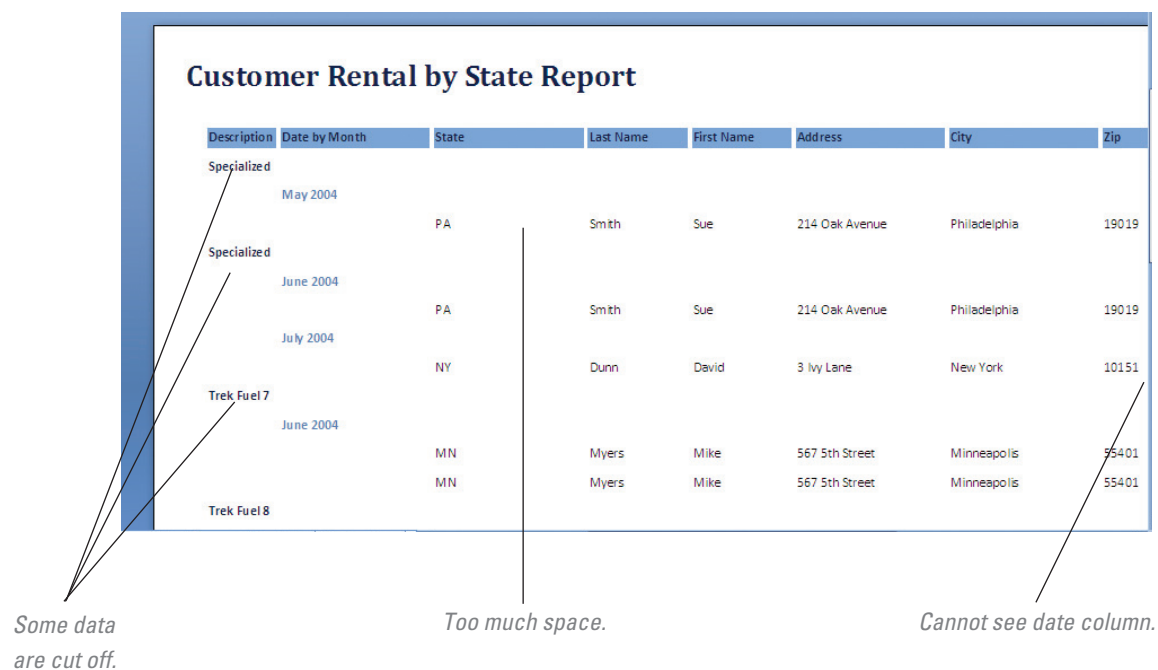 Customer Rental by State Report
Description Date by Month State Last Name First Name Address City Zip
Specialized
May 2004
PA Smith Sue 214 Oak Avenue Philadelphia 19019
Specialized
June 2004
PA Smith Sue 214 Oak Avenue Philadelphia 19019
July 2004
NY Dunn David 3 Ivy Lane New York 10151
Trek Fuel 7
June 2004
MN Myers Mike 567 5th Street Minneapolis 55401
MN Myers Mike 567 5th Street Minneapolis 55401
Trek Fuel 8
Some data
are cut off.
Too much space.
Cannot see date column.